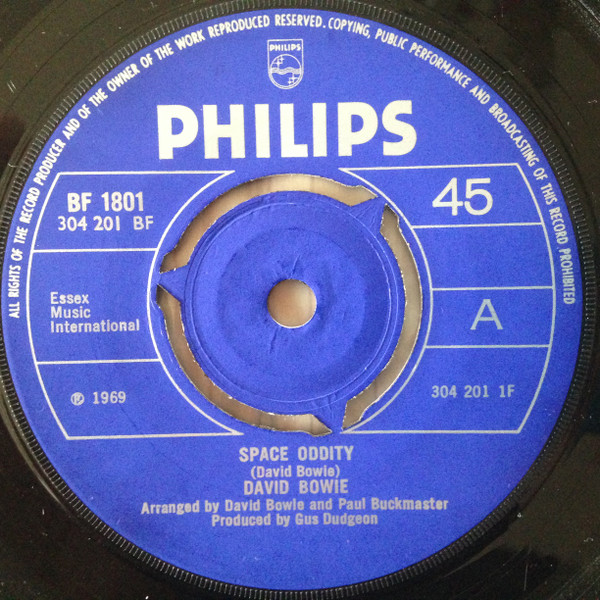 ALL RIGHTS OF THE RECORD PRODUCER AND OF THE OWNER OF THE WORK REPRODUCED RESERVED. COPYING, PUBLIC PERFORMANCE AND BROADCASTING OF THIS RECORD PROHIBITED
PHILIPS
PHILIPS
BF 1801
304 201 BF
45
Essex
Music
International
A
℗ 1969
304 201 1F
SPACE ODDITY
(David Bowie)
DAVID BOWIE
Arranged by David Bowie and Paul Buckmaster
Produced by Gus Dudgeon